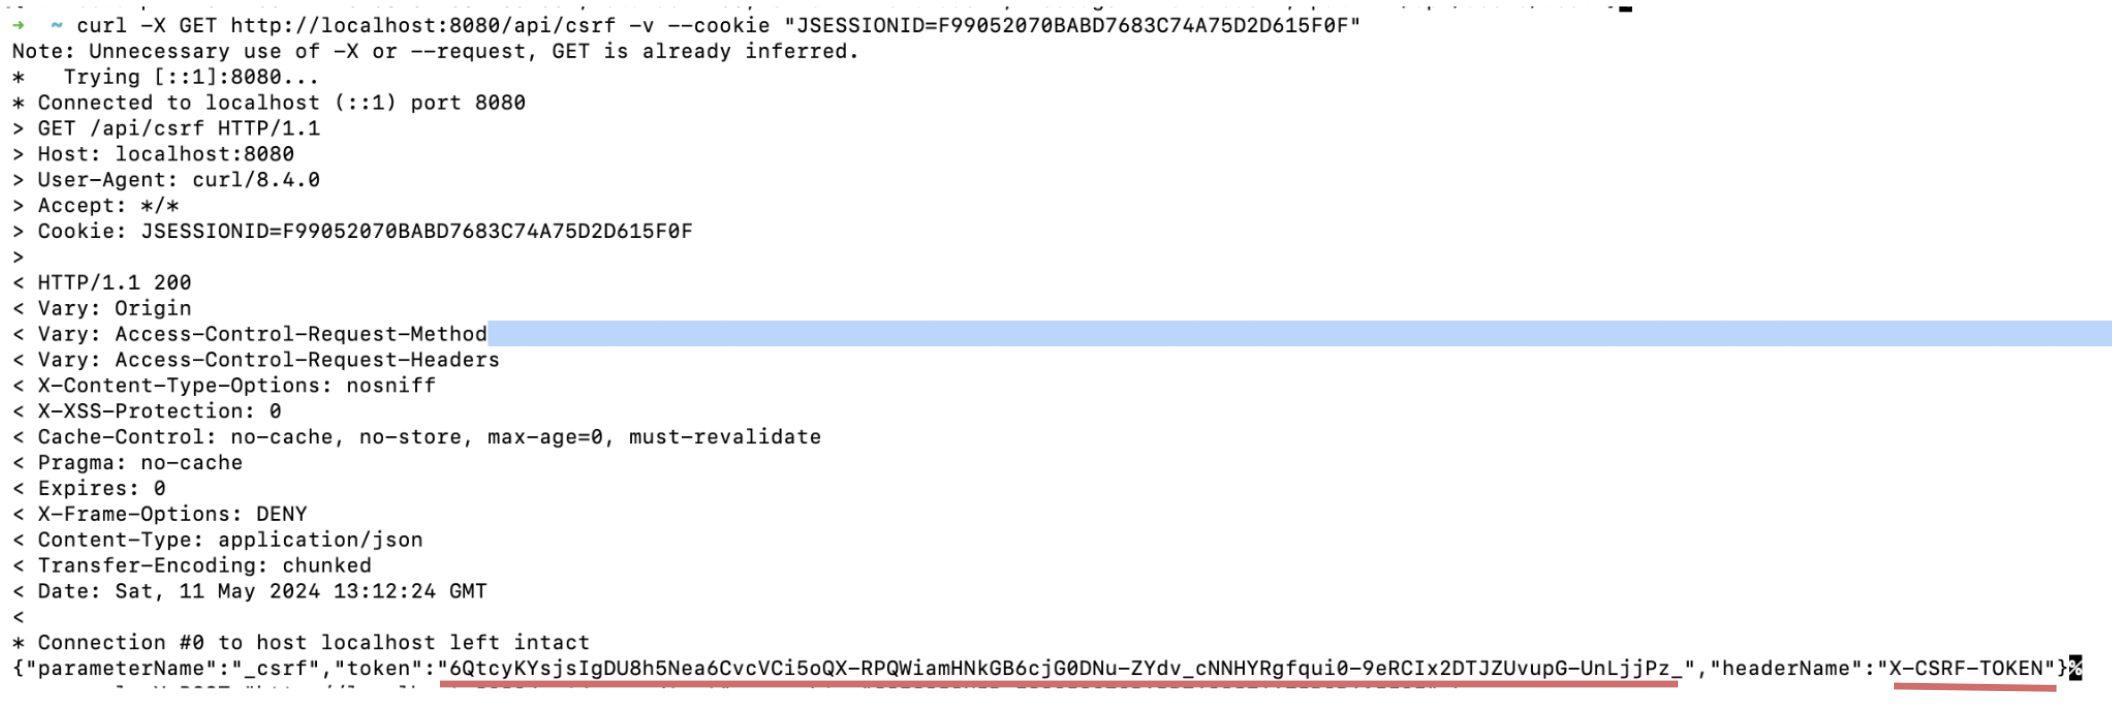 ➜ ~ curl -X GET http://localhost:8080/api/csrf -v --cookie "JSESSIONID=F99052070BABD7683C74A75D2D615F0F"
Note: Unnecessary use of -X or --request, GET is already inferred.
*   Trying [::1]:8080...
* Connected to localhost (::1) port 8080
> GET /api/csrf HTTP/1.1
> Host: localhost:8080
> User-Agent: curl/8.4.0
> Accept: */*
> Cookie: JSESSIONID=F99052070BABD7683C74A75D2D615F0F
>
< HTTP/1.1 200
< Vary: Origin
< Vary: Access-Control-Request-Method
< Vary: Access-Control-Request-Headers
< X-Content-Type-Options: nosniff
< X-XSS-Protection: 0
< Cache-Control: no-cache, no-store, max-age=0, must-revalidate
< Pragma: no-cache
< Expires: 0
< X-Frame-Options: DENY
< Content-Type: application/json
< Transfer-Encoding: chunked
< Date: Sat, 11 May 2024 13:12:24 GMT
<
* Connection #0 to host localhost left intact
{"parameterName":"_csrf","token":"6QtcyKYsjsIgDU8h5Nea6CvcVCi5oQX-RPQWiamHNkGB6cjG0DNu-ZYdv_cNNHYRgfqui0-9eRCIx2DTJZUvupG-UnLjjPz_","headerName":"X-CSRF-TOKEN"}%